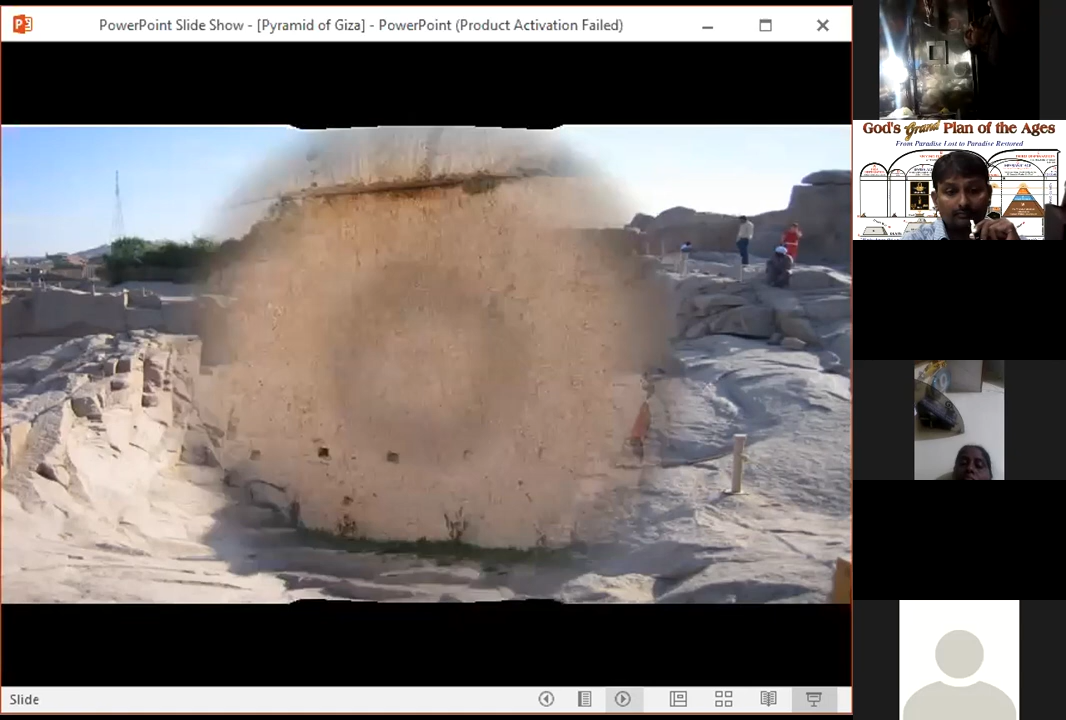 PowerPoint Slide Show - [Pyramid of Giza] - PowerPoint (Product Activation Failed)
God's Grand Plan of the Ages
From Paradise Lost to Paradise Restored
Slide